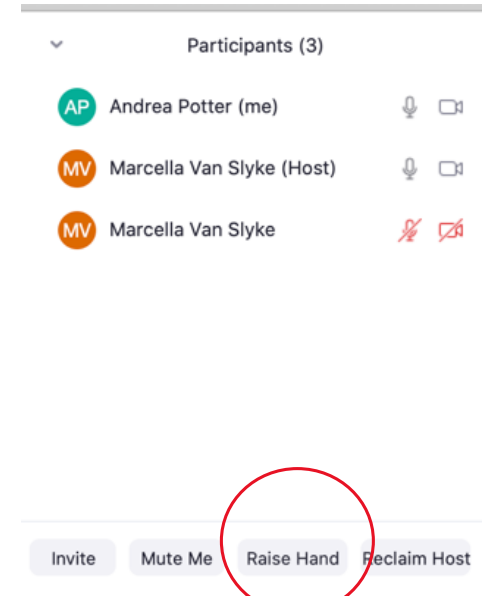 Participants (3)
AP Andrea Potter (me)
MV Marcella Van Slyke (Host)
MV Marcella Van Slyke
Invite Mute Me Raise Hand Reclaim Host